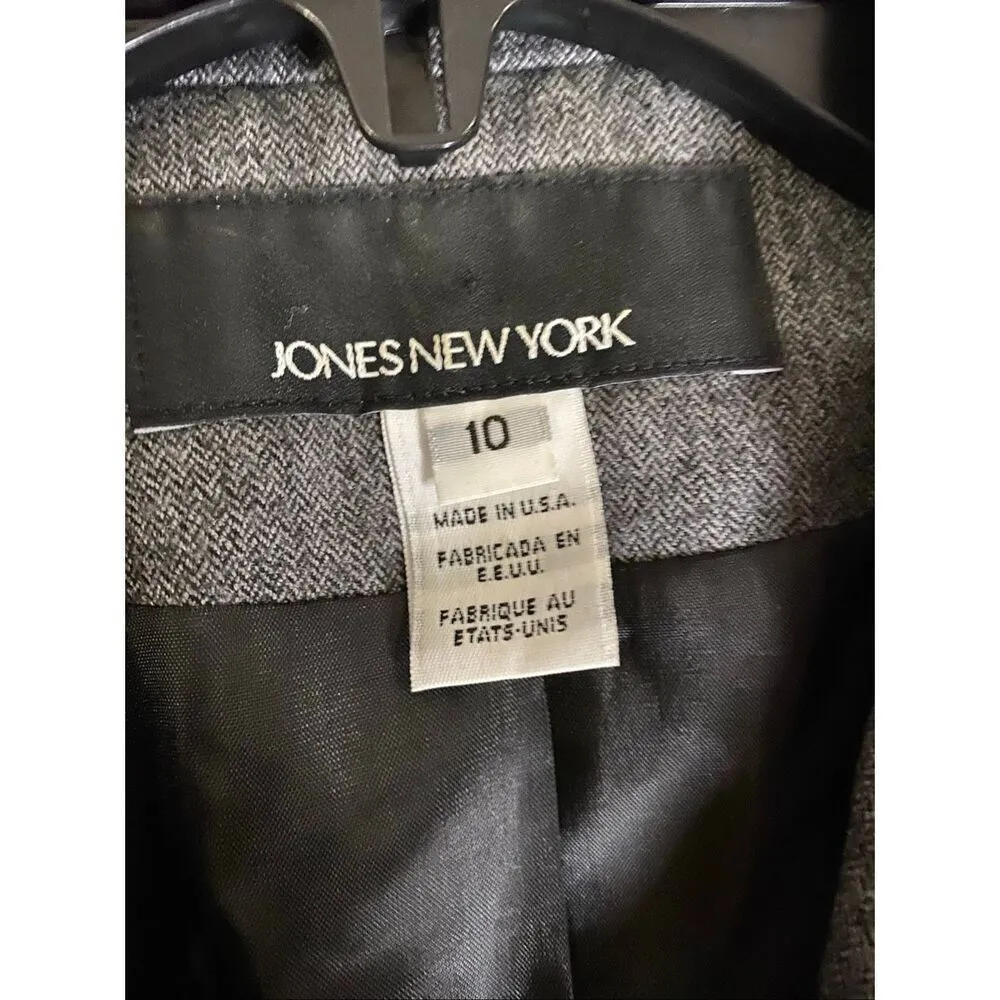 JONES NEW YORK
10
MADE IN U.S.A.
FABRICADA EN
E.E.U.U.
FABRIQUE AU
ETATS-UNIS